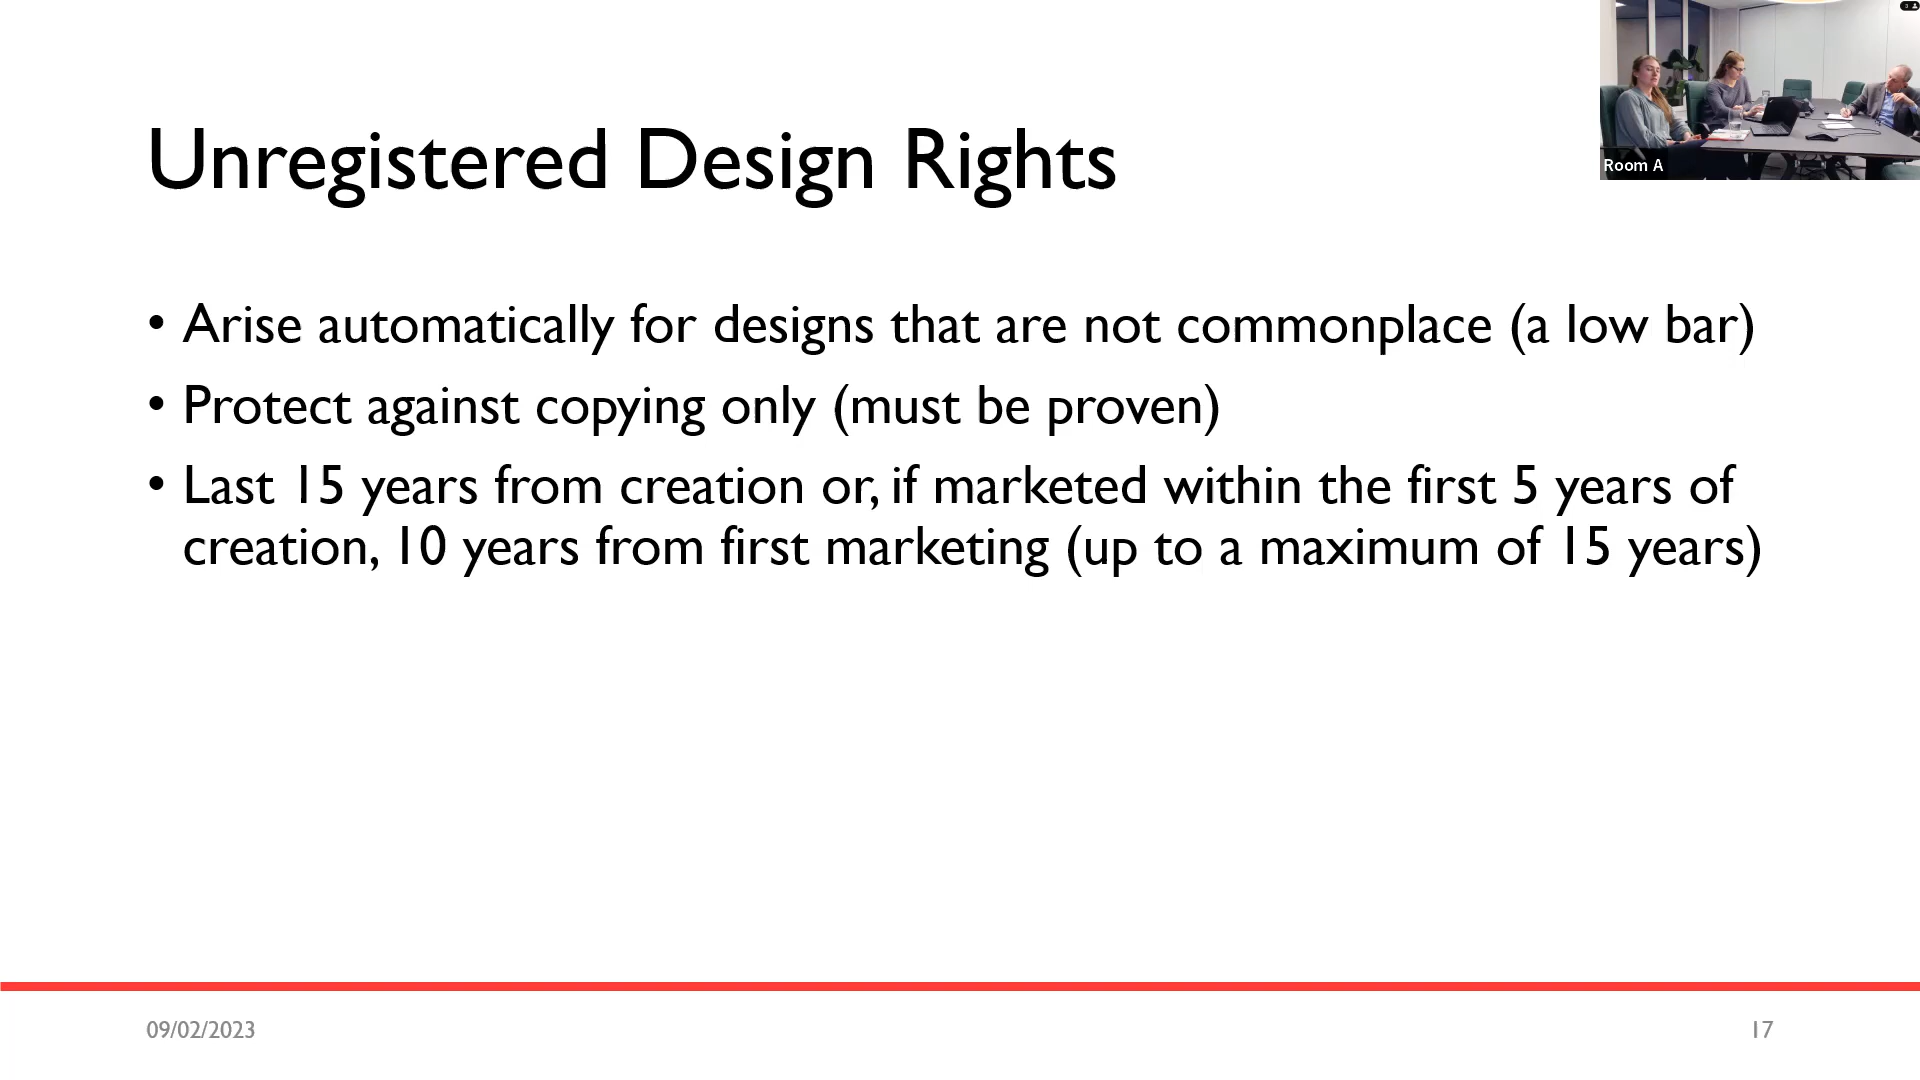 Room A
Unregistered Design Rights
• Arise automatically for designs that are not commonplace (a low bar)
• Protect against copying only (must be proven)
• Last 15 years from creation or, if marketed within the first 5 years of
creation, 10 years from first marketing (up to a maximum of 15 years)
09/02/2023
17